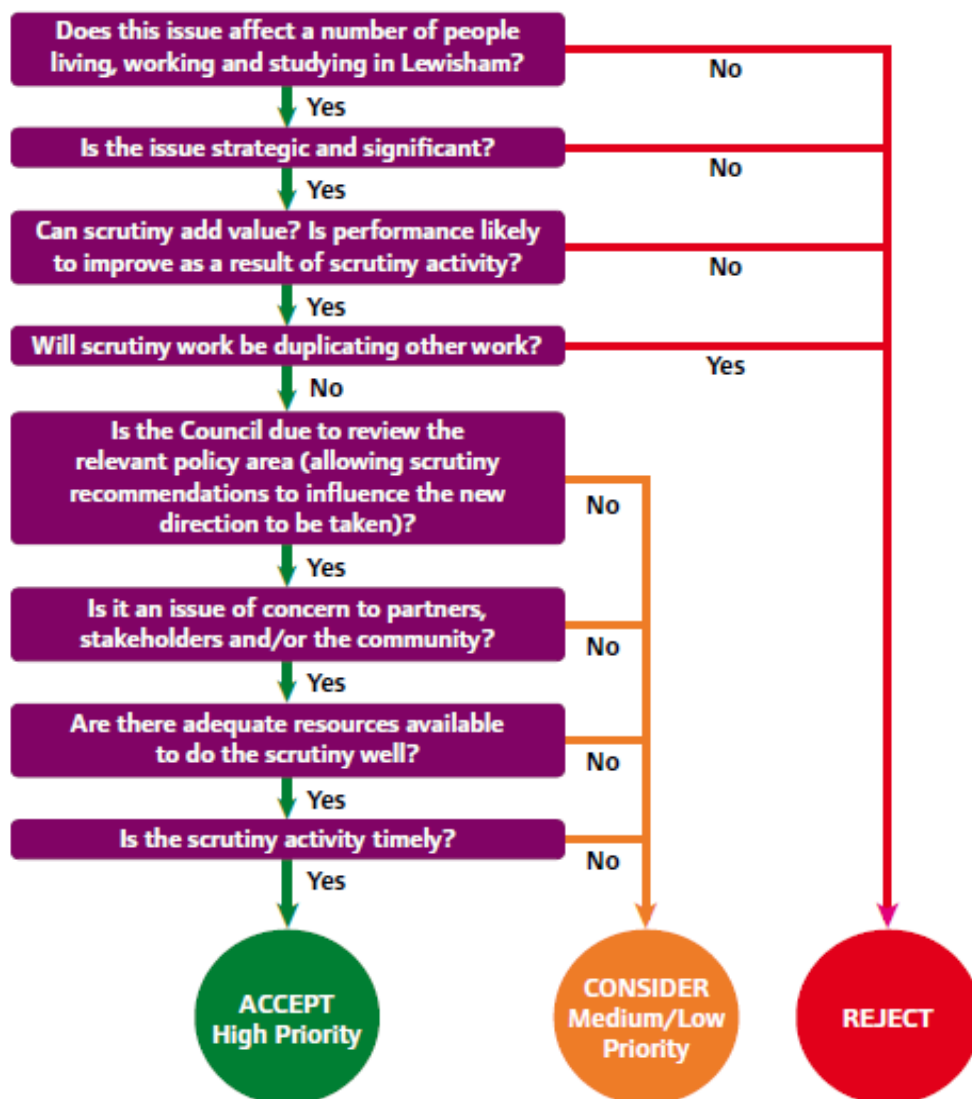 Does this issue affect a number of people
living, working and studying in Lewisham?
No
Yes
Is the issue strategic and significant?
No
Yes
Can scrutiny add value? Is performance likely
to improve as a result of scrutiny activity?
No
Yes
Will scrutiny work be duplicating other work?
Yes
No
Is the Council due to review the
relevant policy area (allowing scrutiny
recommendations to influence the new
direction to be taken)?
No
Yes
Is it an issue of concern to partners,
stakeholders and/or the community?
No
Yes
Are there adequate resources available
to do the scrutiny well?
No
Yes
Is the scrutiny activity timely?
No
Yes
ACCEPT
High Priority
CONSIDER
Medium/Low
Priority
REJECT